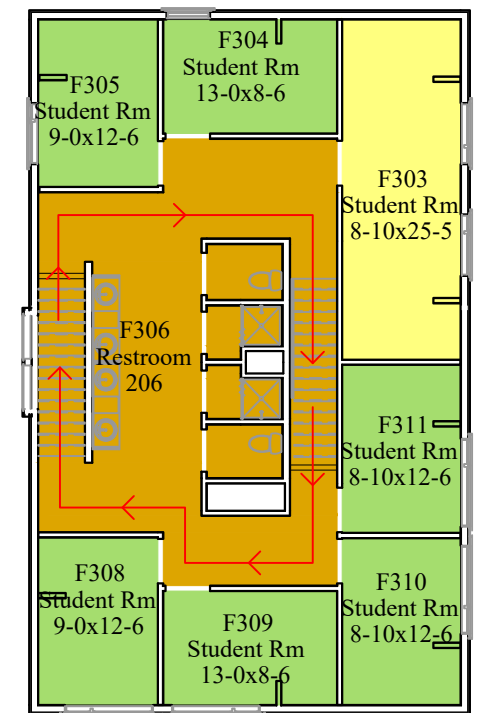 F304
Student Rm
13-0x8-6
F305
Student Rm
9-0x12-6
F303
Student Rm
8-10x25-5
F306
Restroom
206
F311
Student Rm
8-10x12-6
F308
Student Rm
9-0x12-6
F310
Student Rm
8-10x12-6
F309
Student Rm
13-0x8-6